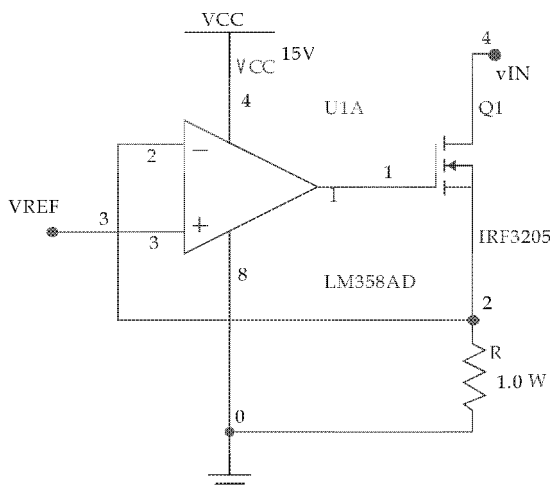 VCC
15V
VCC
4
4
vIN
U1A
Q1
2
1
1
VREF
3
3
IRF3205
8
LM358AD
2
R
1.0 W
0